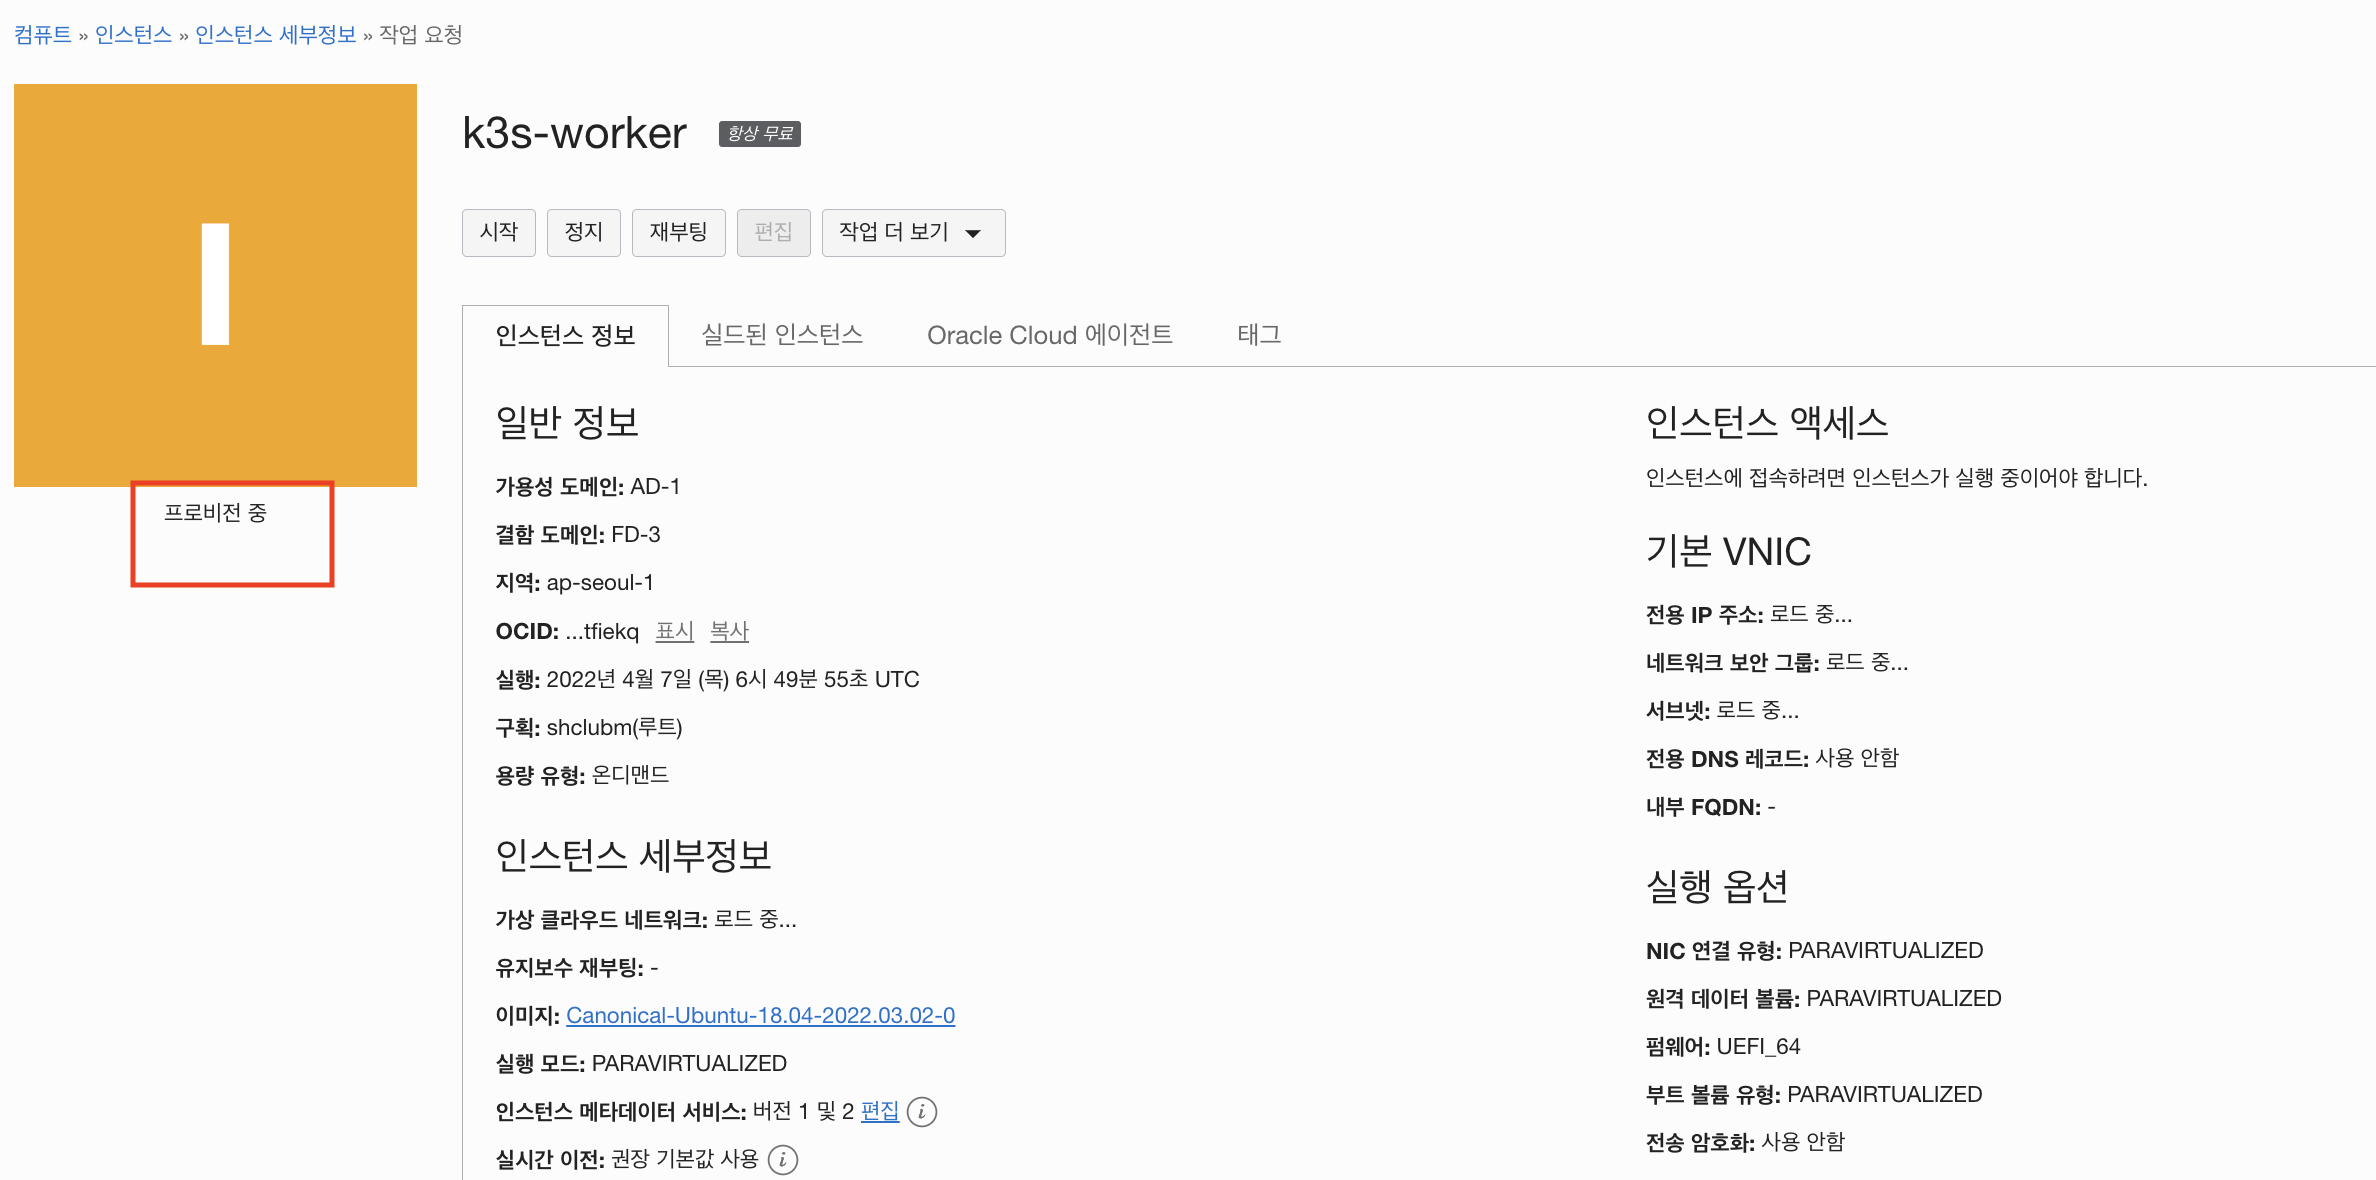 컴퓨트 » 인스턴스 » 인스턴스 세부정보 » 작업 요청
I
프로비전 중
k3s-worker 항상 무료
시작 정지 재부팅 편집 작업 더 보기
인스턴스 정보 실드된 인스턴스 Oracle Cloud 에이전트 태그
일반 정보
가용성 도메인: AD-1
결함 도메인: FD-3
지역: ap-seoul-1
OCID: ...tfiekq 표시 복사
실행: 2022년 4월 7일 (목) 6시 49분 55초 UTC
구획: shclubm(루트)
용량 유형: 온디맨드
인스턴스 세부정보
가상 클라우드 네트워크: 로드 중...
유지보수 재부팅: -
이미지: Canonical-Ubuntu-18.04-2022.03.02-0
실행 모드: PARAVIRTUALIZED
인스턴스 메타데이터 서비스: 버전 1 및 2 편집 i
실시간 이전: 권장 기본값 사용 i
인스턴스 액세스
인스턴스에 접속하려면 인스턴스가 실행 중이어야 합니다.
기본 VNIC
전용 IP 주소: 로드 중...
네트워크 보안 그룹: 로드 중...
서브넷: 로드 중...
전용 DNS 레코드: 사용 안함
내부 FQDN: -
실행 옵션
NIC 연결 유형: PARAVIRTUALIZED
원격 데이터 볼륨: PARAVIRTUALIZED
펌웨어: UEFI_64
부트 볼륨 유형: PARAVIRTUALIZED
전송 암호화: 사용 안함